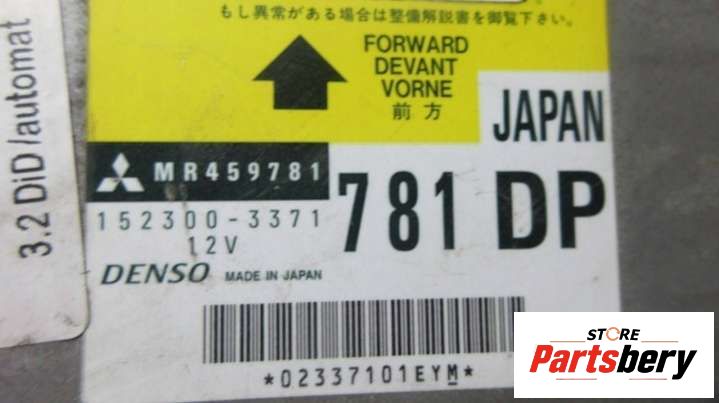 もし異常がある場合は整備解説書を御覧下さい。
FORWARD
DEVANT
VORNE
前方
JAPAN
MR459781
781 DP
152300-3371
12V
DENSO MADE IN JAPAN
*02337101EYM*
3.2 DiD/automat
STORE
Partsbery